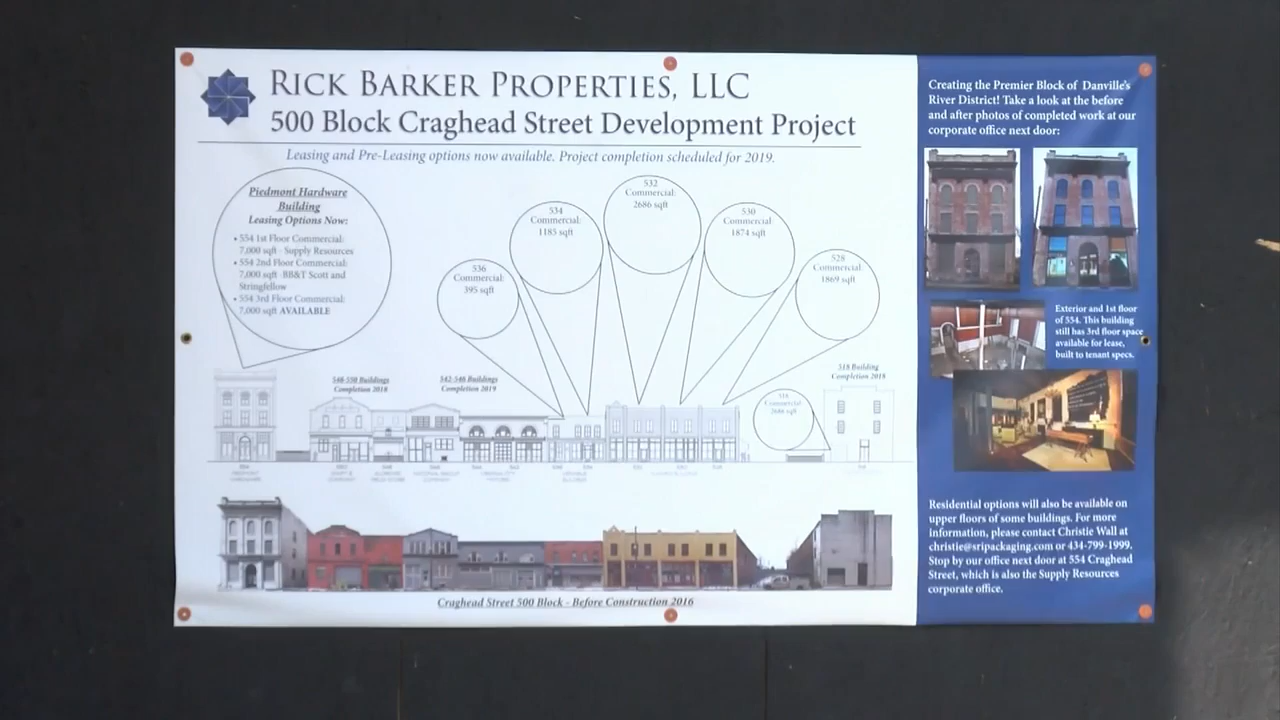 RICK BARKER PROPERTIES, LLC
500 Block Craghead Street Development Project
Leasing and Pre-Leasing options now available. Project completion scheduled for 2019.
Piedmont Hardware
Building
Leasing Options Now:
• 554 1st Floor Commercial:
7,000 sqft - Supply Resources
• 554 2nd Floor Commercial:
7,000 sqft -BB&T Scott and
Stringfellow
• 554 3rd Floor Commercial:
7,000 sqft AVAILABLE
536
Commercial:
395 sqft
534
Commercial:
1185 sqft
532
Commercial:
2686 sqft
530
Commercial:
1874 sqft
528
Commercial:
1869 sqft
548-550 Buildings
Completion 2018
542-546 Buildings
Completion 2019
518 Building
Completion 2018
Commercial:
sqft
Craghead Street 500 Block - Before Construction 2016
Creating the Premier Block of Danville's
River District! Take a look at the before
and after photos of completed work at our
corporate office next door:
Exterior and 1st floor
of 554. This building
still has 3rd floor space
available for lease,
built to tenant specs.
Residential options will also be available on
upper floors of some buildings. For more
information, please contact Christie Wall at
christie@sripackaging.com or 434-799-1999.
Stop by our office next door at 554 Craghead
Street, which is also the Supply Resources
corporate office.